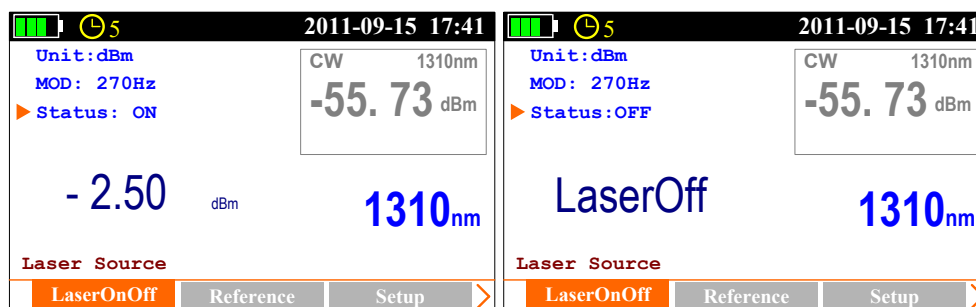 5 2011-09-15 17:41
Unit:dBm
MOD: 270Hz
Status: ON
CW 1310nm
-55. 73 dBm
- 2.50 dBm
1310nm
Laser Source
LaserOnOff Reference Setup
5 2011-09-15 17:41
Unit:dBm
MOD: 270Hz
Status:OFF
CW 1310nm
-55. 73 dBm
LaserOff
1310nm
Laser Source
LaserOnOff Reference Setup